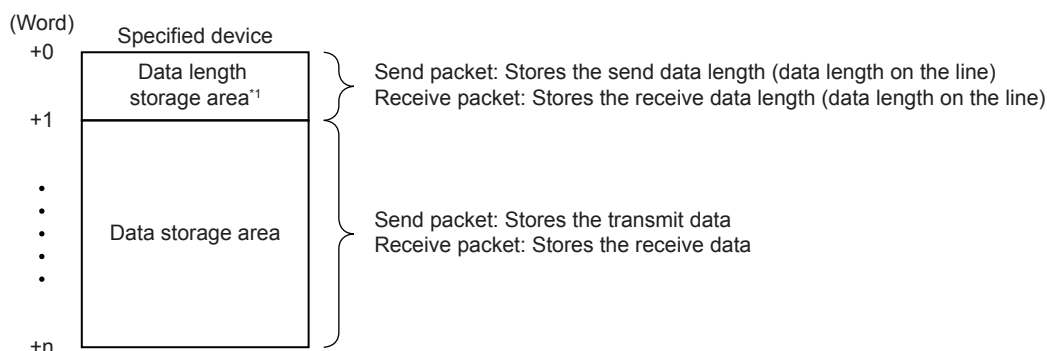 (Word)
Specified device
+0
Data length
storage area*1
Send packet: Stores the send data length (data length on the line)
Receive packet: Stores the receive data length (data length on the line)
+1
Data storage area
Send packet: Stores the transmit data
Receive packet: Stores the receive data
+n